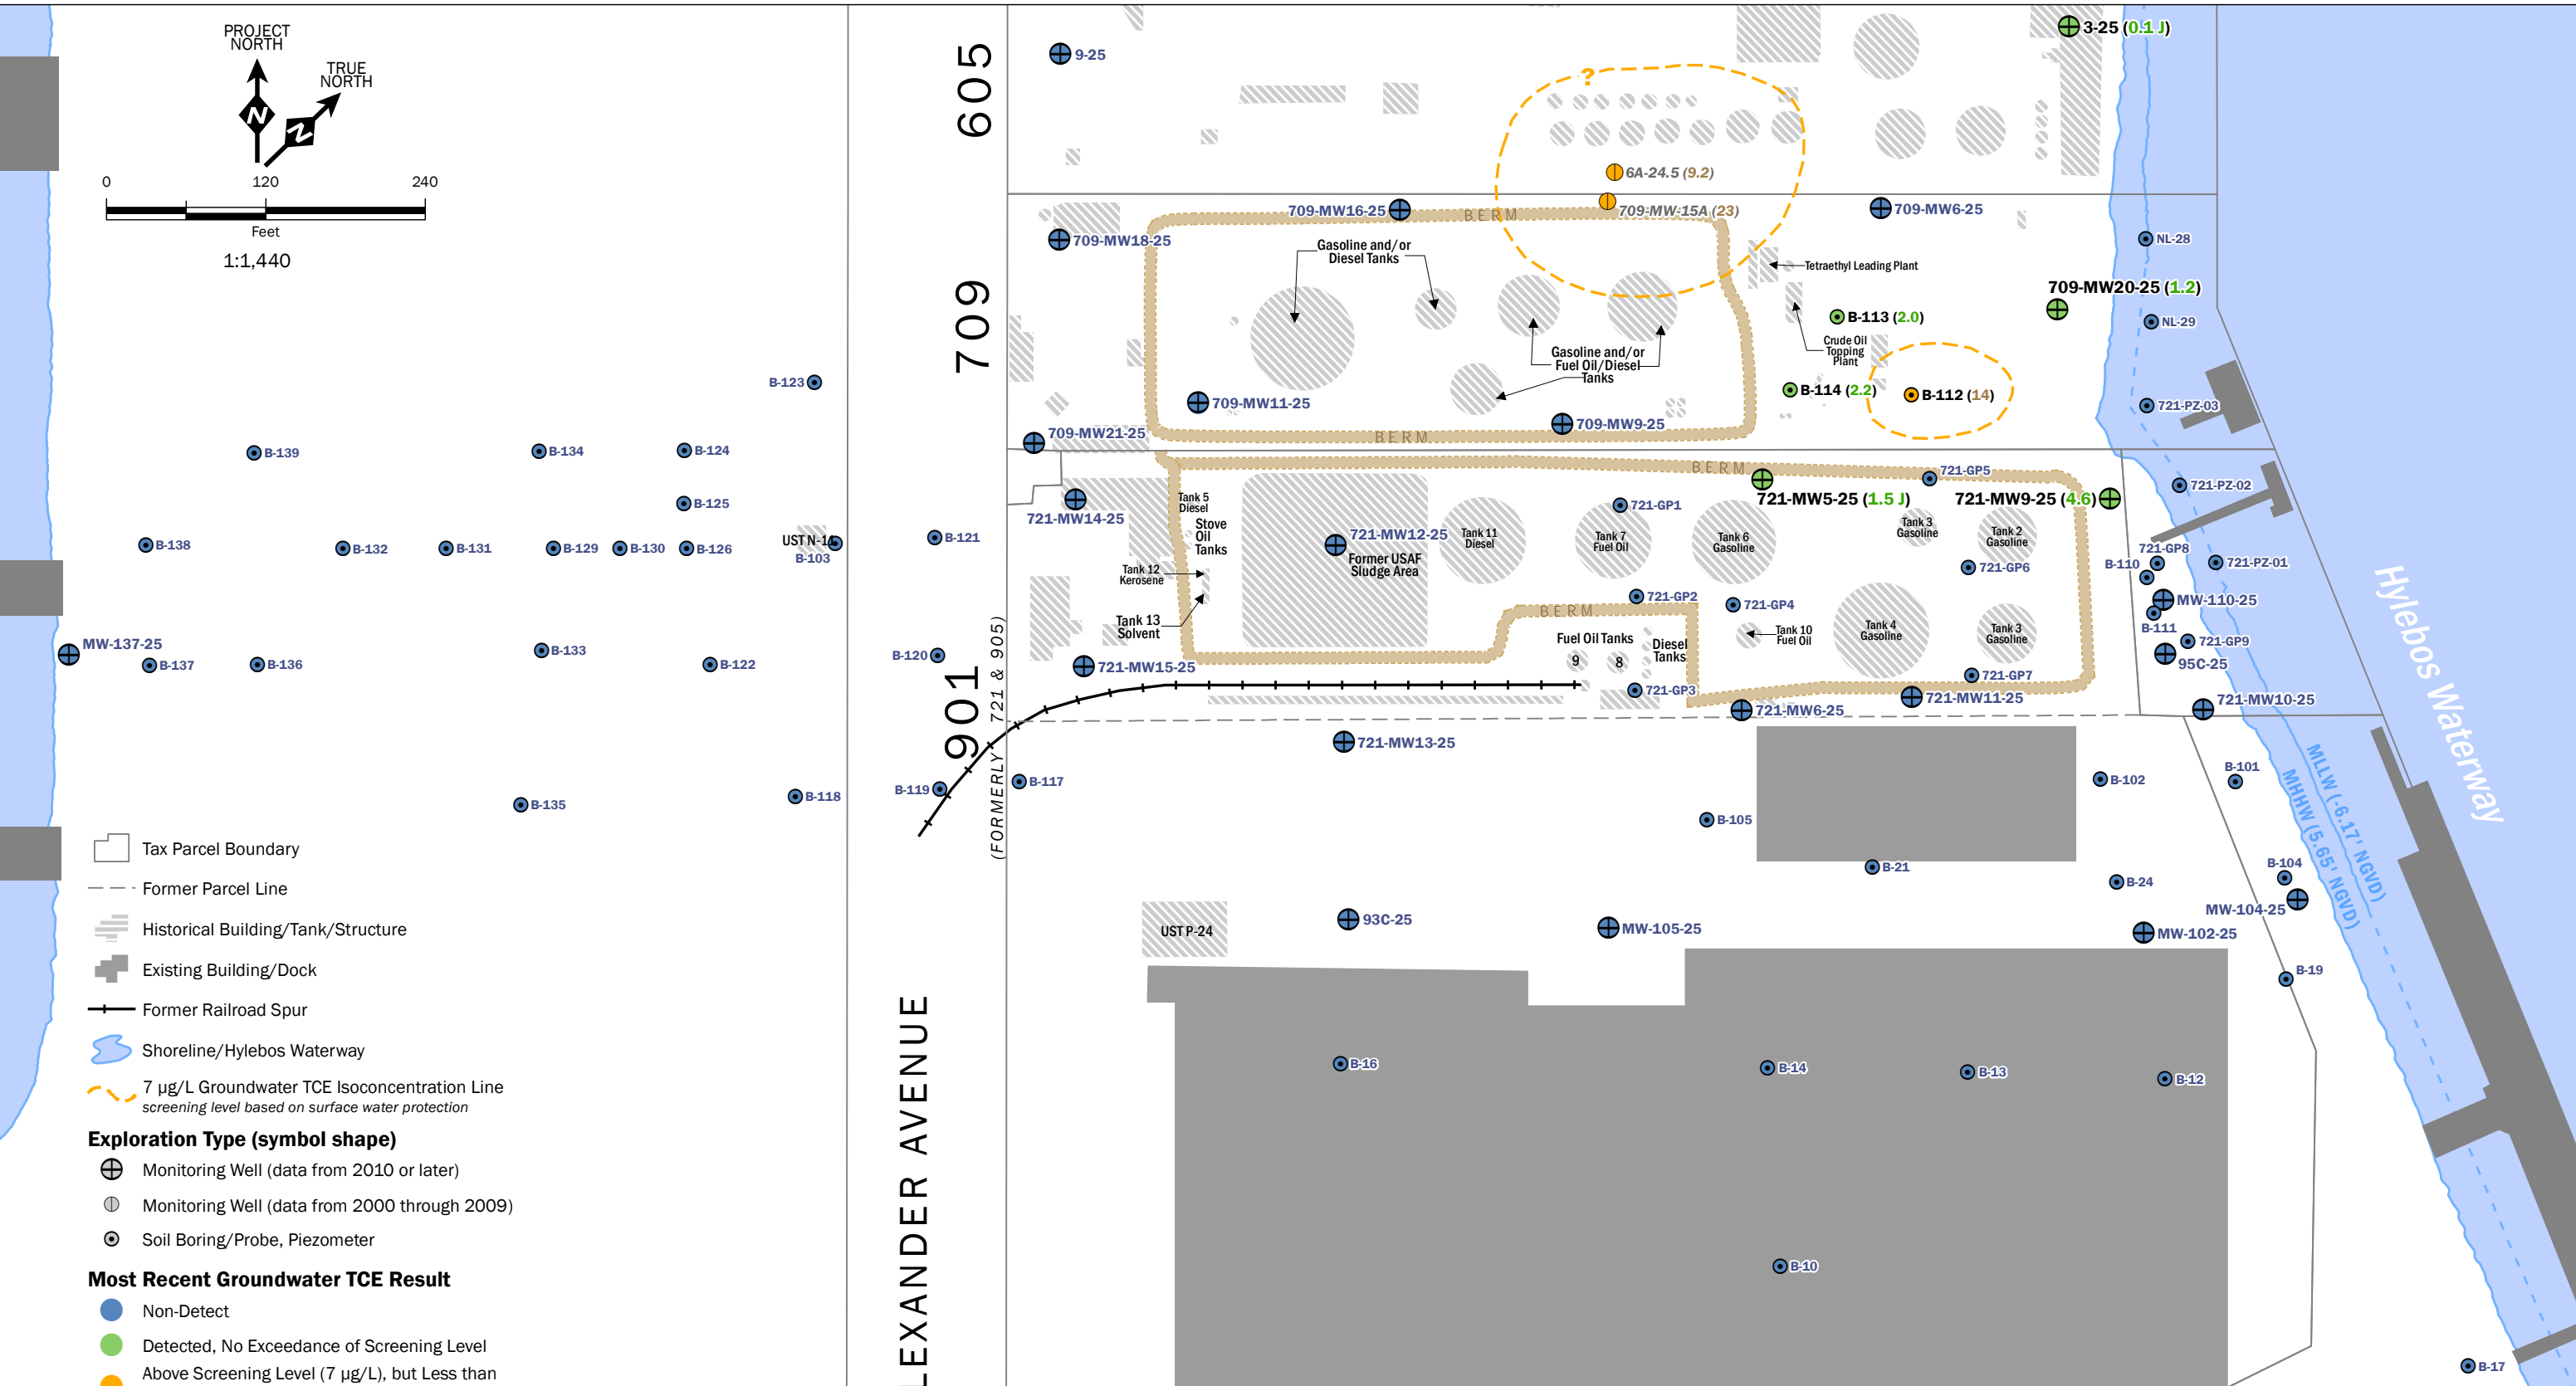 PROJECT
NORTH
TRUE
NORTH
N
N
0 120 240
Feet
1:1,440
605
709
901
(FORMERLY 721 & 905)
LEXANDER AVENUE
9-25
3-25 (0.1 J)
?
6A-24.5 (9.2)
709-MW-15A (23)
709-MW16-25
BERM
709-MW6-25
709-MW18-25
NL-28
Gasoline and/or
Diesel Tanks
Tetraethyl Leading Plant
709-MW20-25 (1.2)
B-113 (2.0)
NL-29
Crude Oil
Topping
Plant
Gasoline and/or
Fuel Oil/Diesel
Tanks
B-123
B-114 (2.2)
B-112 (14)
709-MW11-25
721-PZ-03
709-MW9-25
709-MW21-25
BERM
B-139
B-134
B-124
BERM
721-GP5
721-PZ-02
Tank 5
Diesel
721-MW5-25 (1.5 J)
721-MW9-25 (4.6)
B-125
721-GP1
721-MW14-25
Stove
Oil
Tanks
721-MW12-25
Tank 11
Diesel
Tank 7
Fuel Oil
Tank 6
Gasoline
Tank 3
Gasoline
Tank 2
Gasoline
B-138
B-132
B-131
B-129
B-130
B-126
UST N-11
B-103
B-121
Former USAF
Sludge Area
721-GP8
B-110
721-PZ-01
Tank 12
Kerosene
721-GP6
721-GP2
721-GP4
MW-110-25
BERM
B-111
Tank 13
Solvent
Fuel Oil Tanks
9
8
Diesel
Tanks
Tank 10
Fuel Oil
Tank 4
Gasoline
Tank 3
Gasoline
721-GP9
95C-25
MW-137-25
B-137
B-136
B-133
B-122
B-120
721-MW15-25
721-GP7
721-GP3
721-MW11-25
721-MW10-25
721-MW6-25
Hylebos Waterway
721-MW13-25
B-119
B-117
B-102
B-101
MLLW (-6.17' NGVD)
MHHW (5.65' NGVD)
B-135
B-118
B-105
B-21
B-24
B-104
MW-104-25
UST P-24
93C-25
MW-105-25
MW-102-25
B-19
B-16
B-14
B-13
B-12
B-10
B-17
Tax Parcel Boundary
Former Parcel Line
Historical Building/Tank/Structure
Existing Building/Dock
Former Railroad Spur
Shoreline/Hylebos Waterway
7 µg/L Groundwater TCE Isoconcentration Line
screening level based on surface water protection
Exploration Type (symbol shape)
Monitoring Well (data from 2010 or later)
Monitoring Well (data from 2000 through 2009)
Soil Boring/Probe, Piezometer
Most Recent Groundwater TCE Result
Non-Detect
Detected, No Exceedance of Screening Level
Above Screening Level (7 µg/L), but Less than